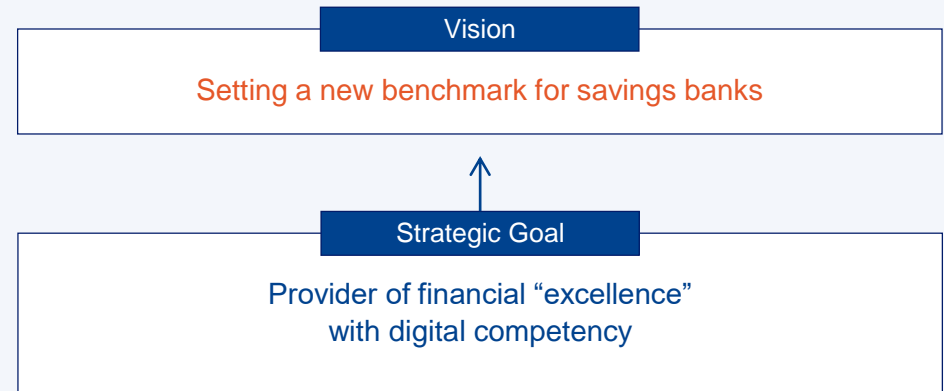 Vision
Setting a new benchmark for savings banks
Strategic Goal
Provider of financial “excellence”
with digital competency